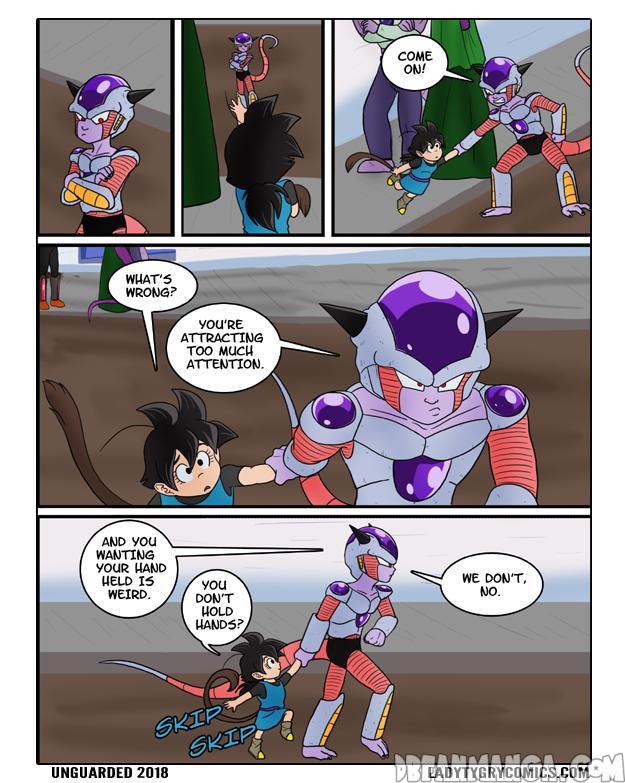 COME
ON!
WHAT'S
WRONG?
YOU'RE
ATTRACTING
TOO MUCH
ATTENTION.
AND YOU
WANTING
YOUR HAND
HELD IS
WEIRD.
YOU
DON'T
HOLD
HANDS?
WE DON'T,
NO.
SKIP
SKIP
UNGUARDED 2018
LADYTYGRYCOMICS.COM
DBFANMANGA.COM